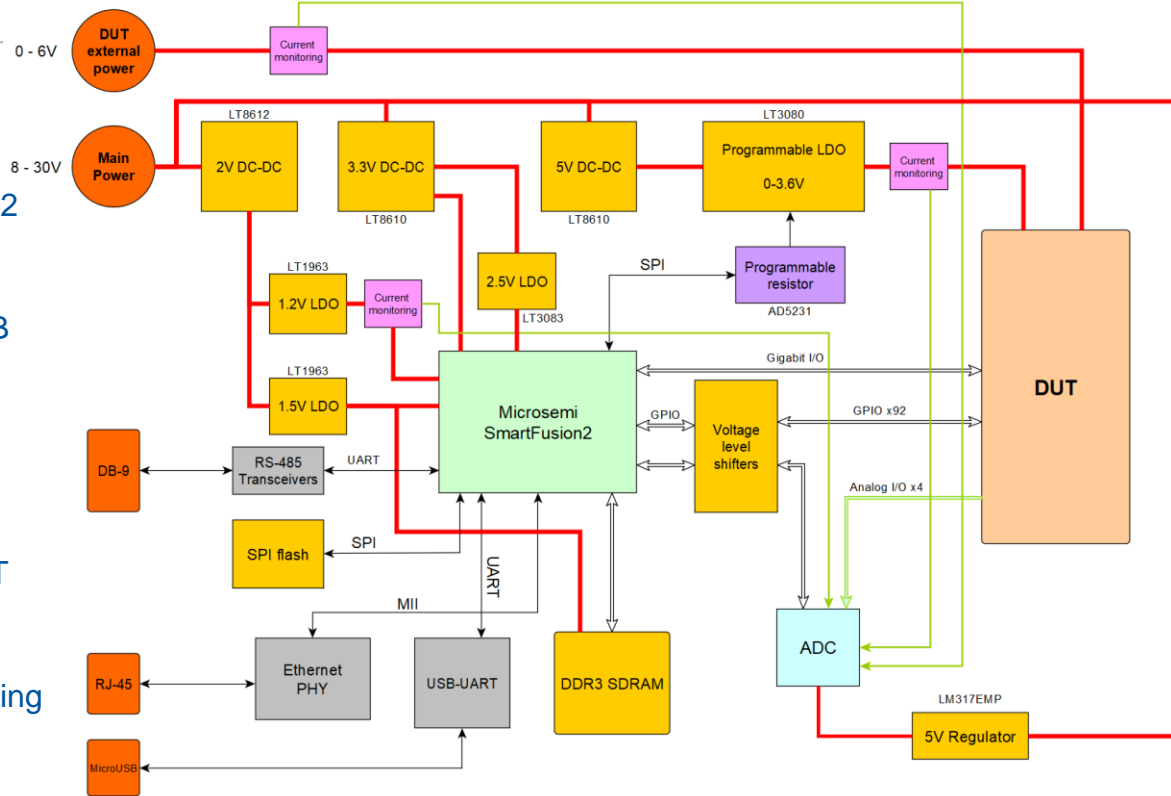 DUT
external
power
0 - 6V
Current
monitoring
Main
Power
8 - 30V
LT8612
2V DC-DC
3.3V DC-DC
LT8610
5V DC-DC
LT8610
LT3080
Programmable LDO
0-3.6V
Current
monitoring
2
LT1963
1.2V LDO
Current
monitoring
2.5V LDO
LT3083
SPI
Programmable
resistor
AD5231
LT1963
1.5V LDO
Microsemi
SmartFusion2
Gigabit I/O
GPIO
Voltage
level
shifters
GPIO x92
Analog I/O x4
DUT
DB-9
RS-485
Transceivers
UART
SPI flash
SPI
UART
MII
T
RJ-45
Ethernet
PHY
USB-UART
DDR3 SDRAM
ADC
ing
LM317EMP
5V Regulator
MicroUSB